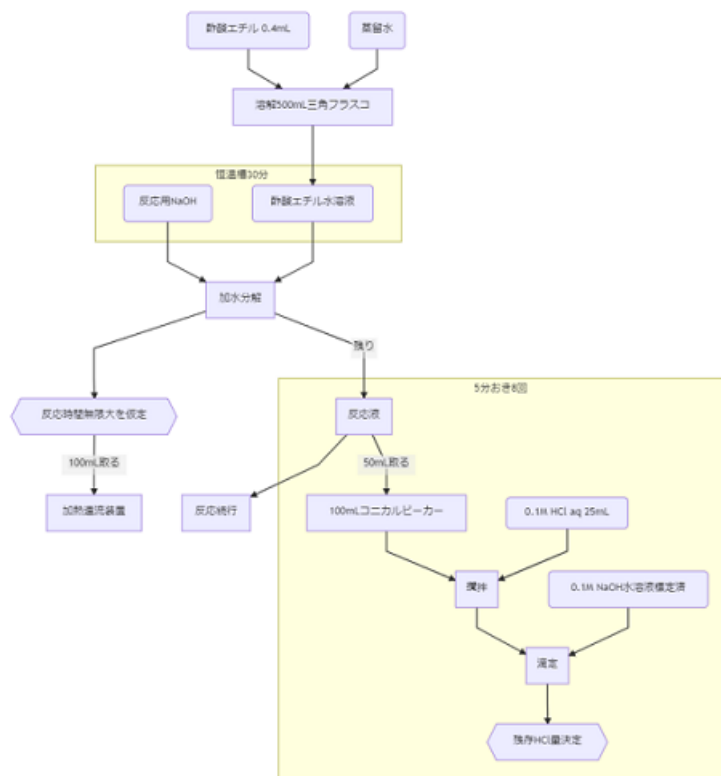 酢酸エチル 0.4mL
蒸留水
溶解500mL三角フラスコ
恒温槽30分
反応用NaOH
酢酸エチル水溶液
加水分解
残り
5分おき8回
反応時間無限大を仮定
反応液
100mL取る
50mL取る
加熱還流装置
反応続行
100mLコニカルビーカー
0.1M HCl aq 25mL
攪拌
0.1M NaOH水溶液標定済
滴定
残存HCl量決定